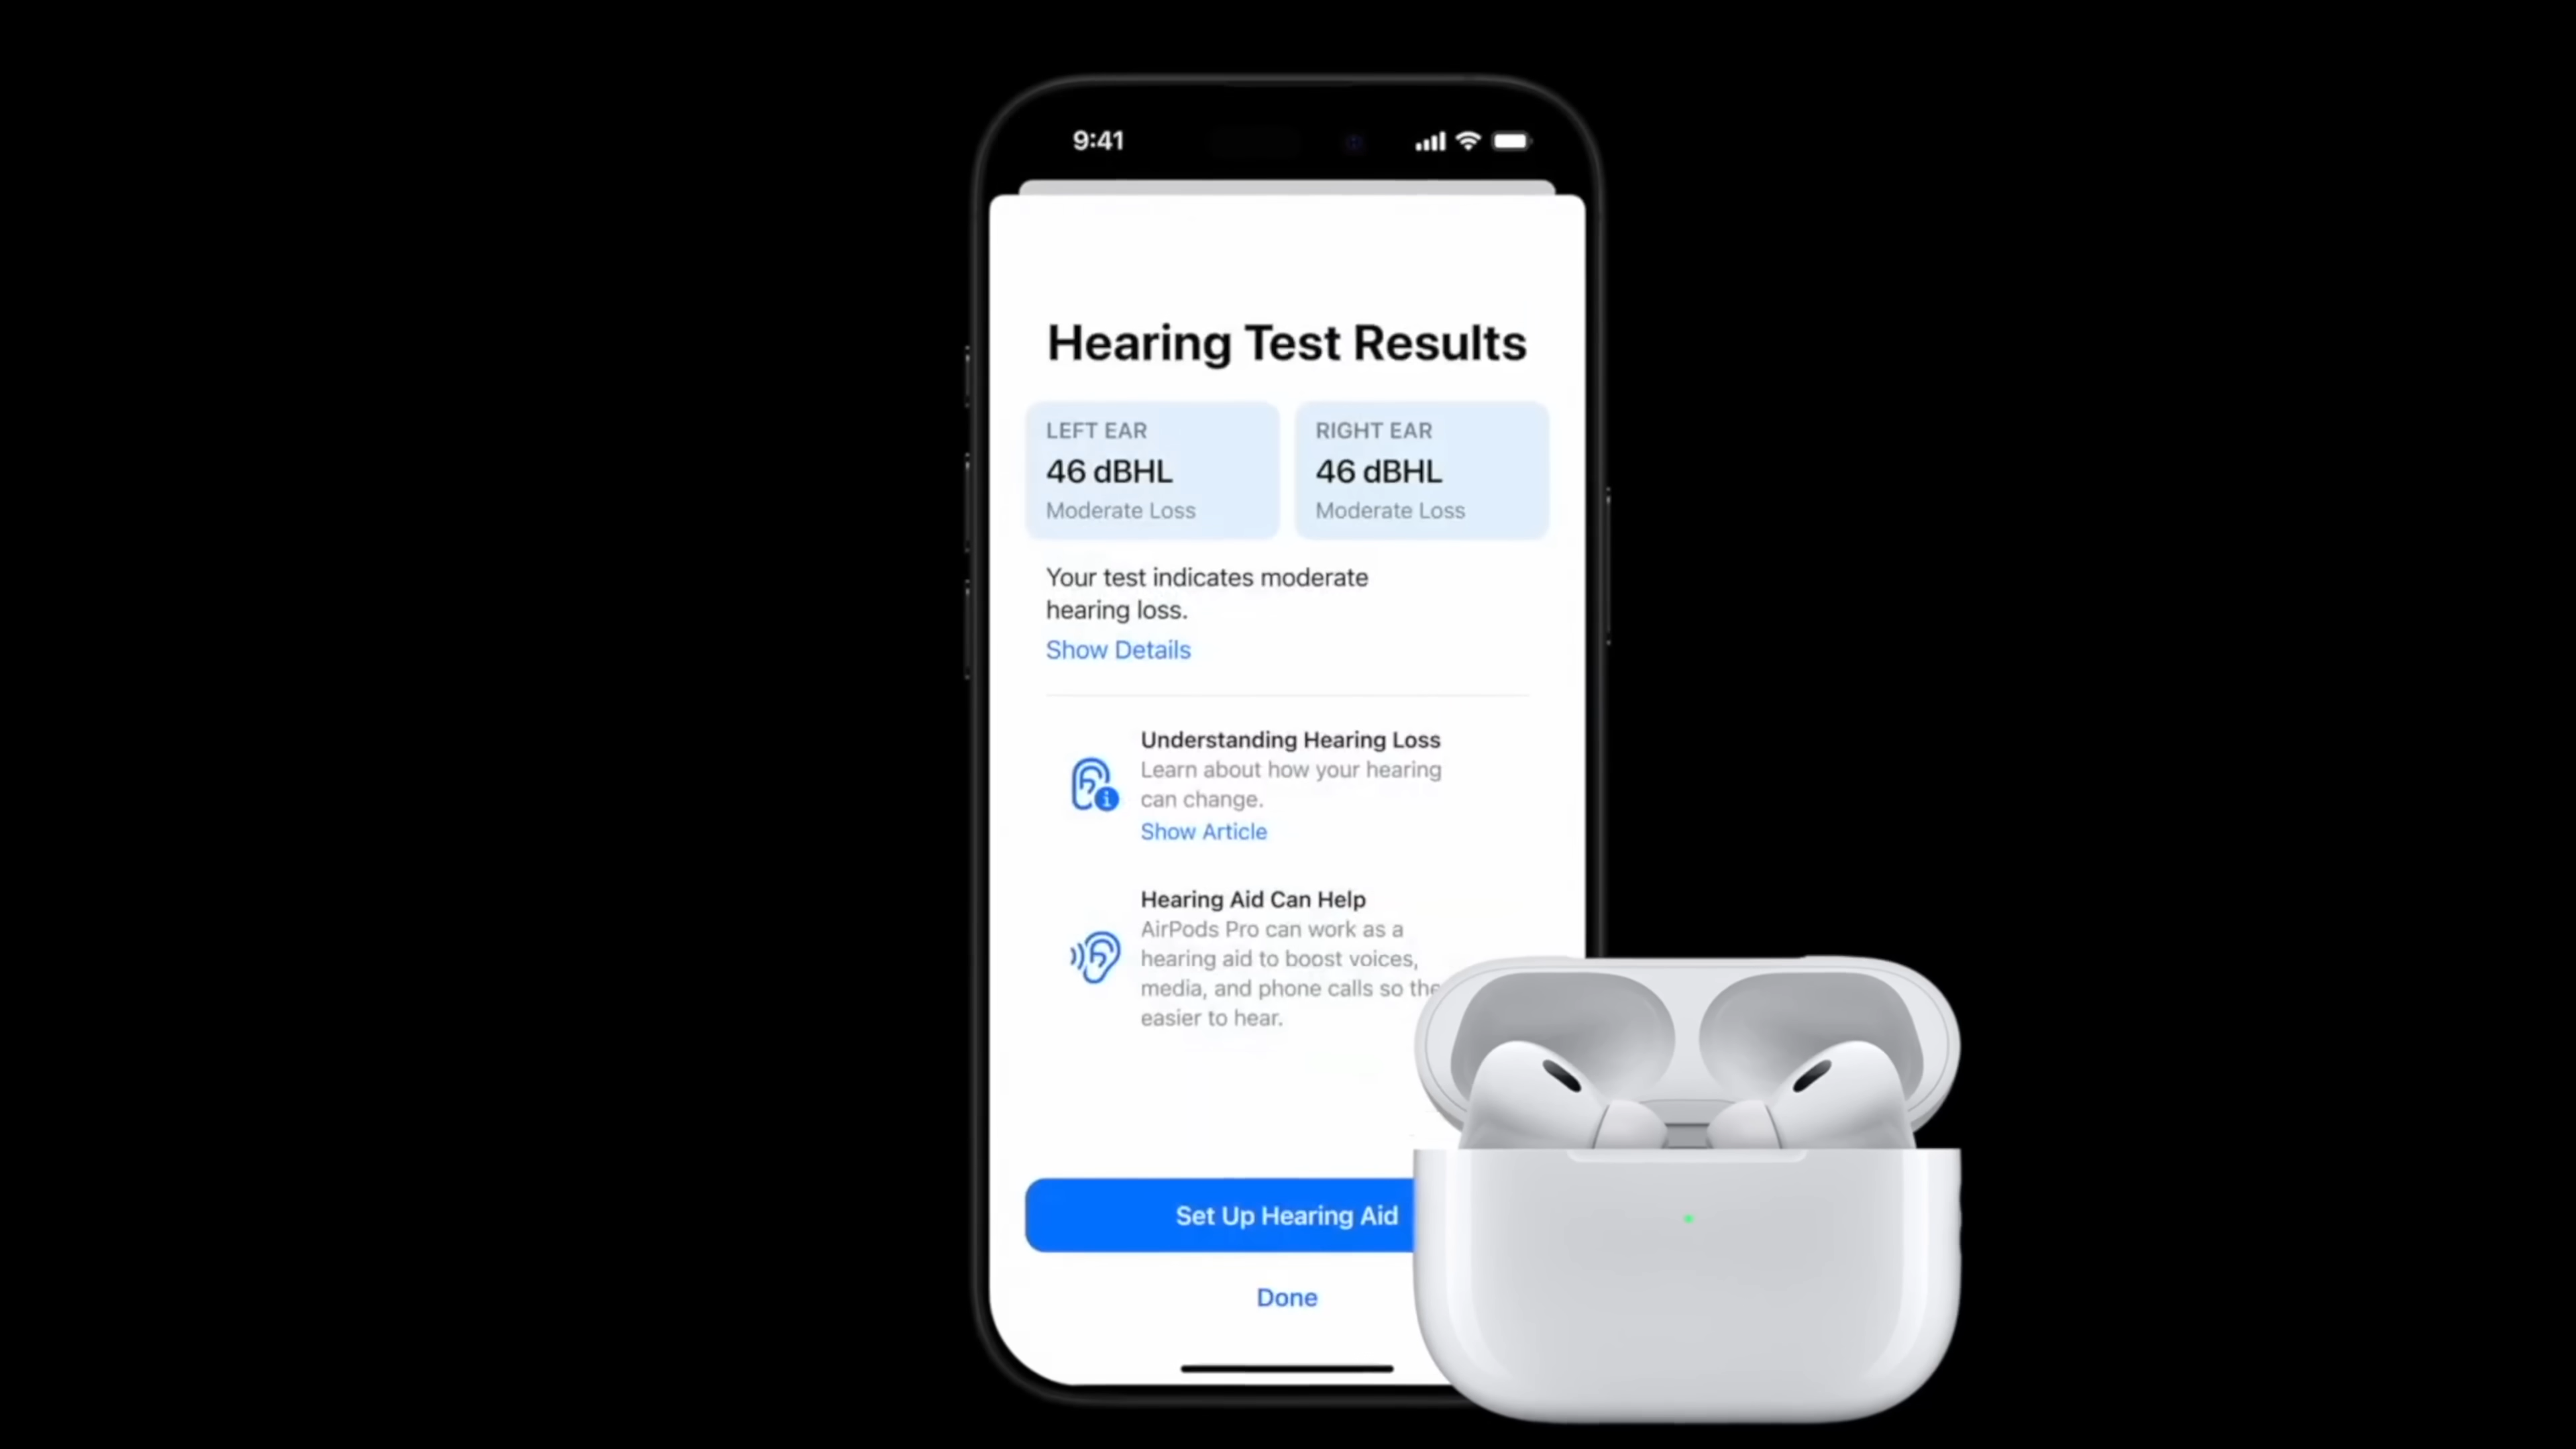 9:41
Hearing Test Results
LEFT EAR
46 dBHL
Moderate Loss
RIGHT EAR
46 dBHL
Moderate Loss
Your test indicates moderate
hearing loss.
Show Details
Understanding Hearing Loss
Learn about how your hearing
can change.
Show Article
Hearing Aid Can Help
AirPods Pro can work as a
hearing aid to boost voices,
media, and phone calls so
easier to hear.
Set Up Hearing Aid
Done